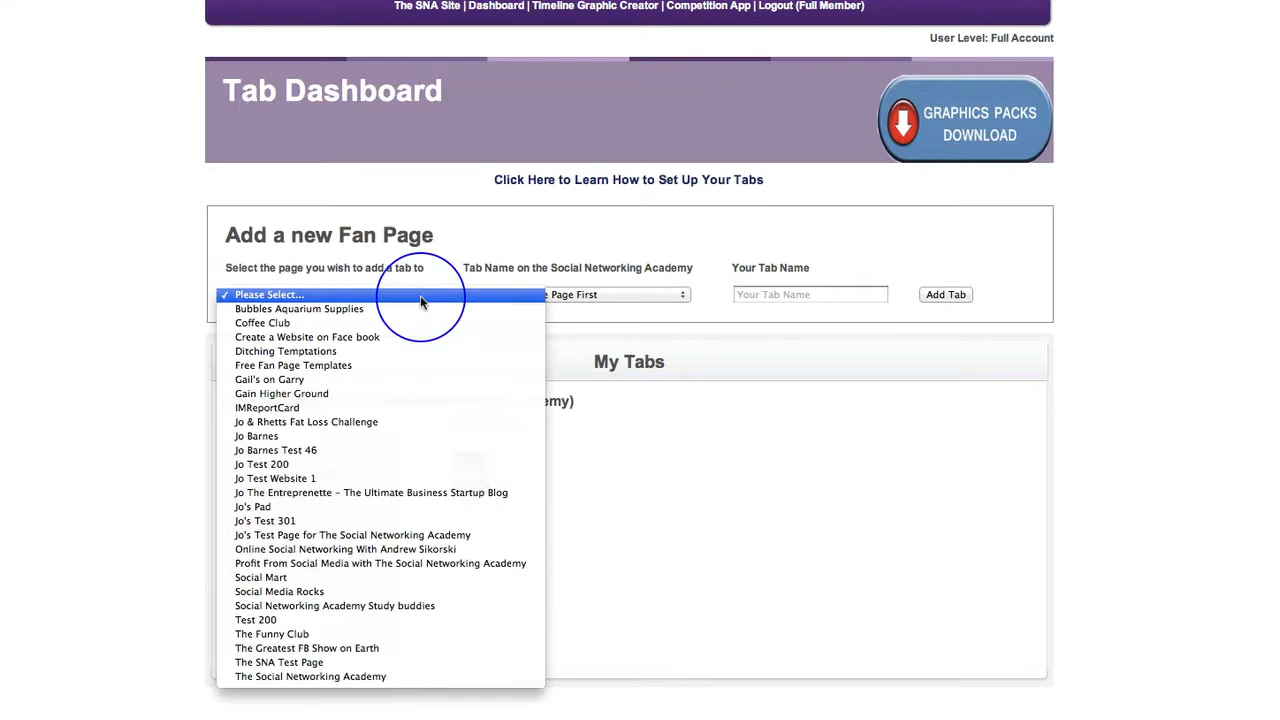 The SNA Site | Dashboard | Timeline Graphic Creator | Competition App | Logout (Full Member)
User Level: Full Account
Tab Dashboard
GRAPHICS PACKS
DOWNLOAD
Click Here to Learn How to Set Up Your Tabs
Add a new Fan Page
Select the page you wish to add a tab to
Tab Name on the Social Networking Academy
Your Tab Name
✓ Please Select...
Page First
Your Tab Name
Add Tab
Bubbles Aquarium Supplies
Coffee Club
Create a Website on Face book
Ditching Temptations
Free Fan Page Templates
Gail's on Garry
Gain Higher Ground
IMReportCard
Jo & Rhetts Fat Loss Challenge
Jo Barnes
Jo Barnes Test 46
Jo Test 200
Jo Test Website 1
Jo The Entreprenette - The Ultimate Business Startup Blog
Jo's Pad
Jo's Test 301
Jo's Test Page for The Social Networking Academy
Online Social Networking With Andrew Sikorski
Profit From Social Media with The Social Networking Academy
Social Mart
Social Media Rocks
Social Networking Academy Study buddies
Test 200
The Funny Club
The Greatest FB Show on Earth
The SNA Test Page
The Social Networking Academy
My Tabs
emy)